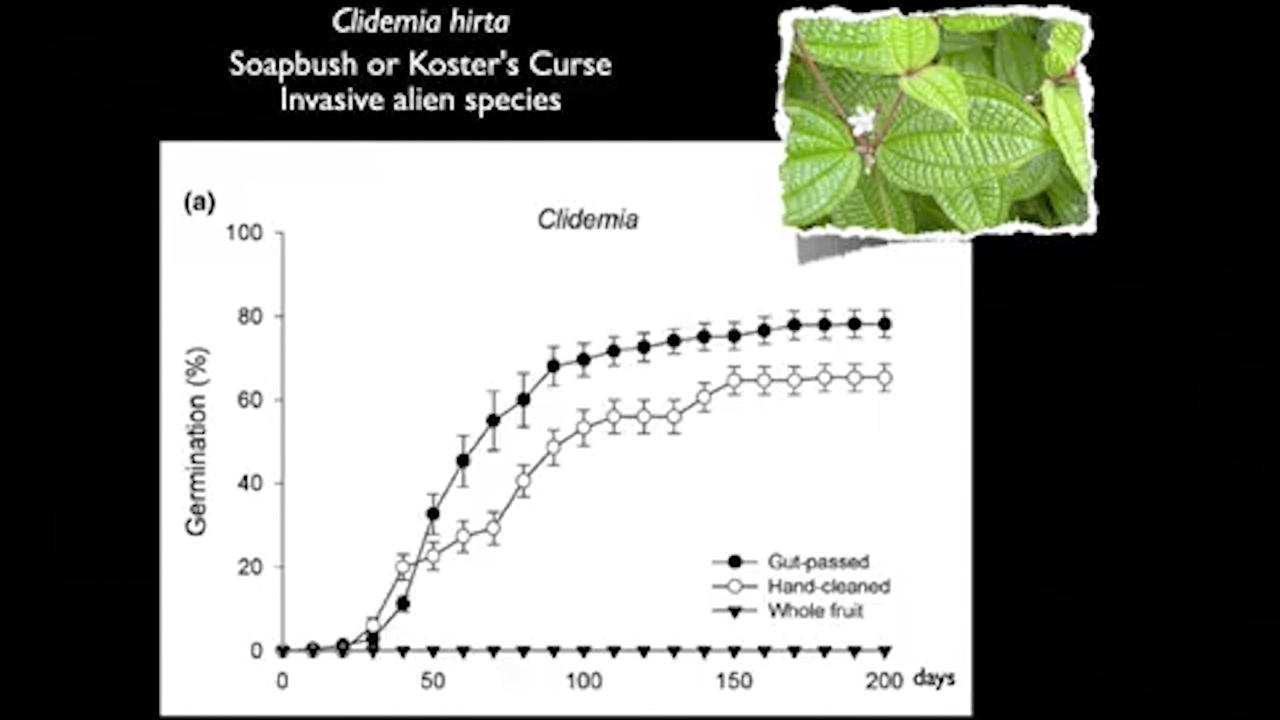 Clidemia hirta
Soapbush or Koster's Curse
Invasive alien species
(a)
Clidemia
100
80
60
40
20
0
Germination (%)
Gut-passed
Hand-cleaned
Whole fruit
0 50 100 150 200 days